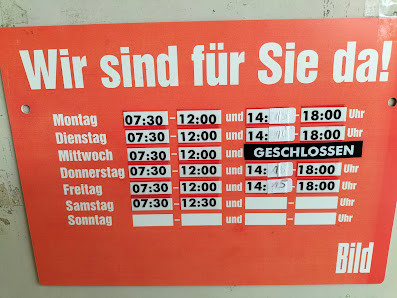 Wir sind für Sie da!
Montag 07:30 - 12:00 und 14: - 18:00 Uhr
Dienstag 07:30 - 12:00 und 14: - 18:00 Uhr
Mittwoch 07:30 - 12:00 und GESCHLOSSEN
Donnerstag 07:30 - 12:00 und 14: - 18:00 Uhr
Freitag 07:30 - 12:00 und 14:15 - 18:00 Uhr
Samstag 07:30 - 12:30 und - Uhr
Sonntag - und - Uhr
Bild